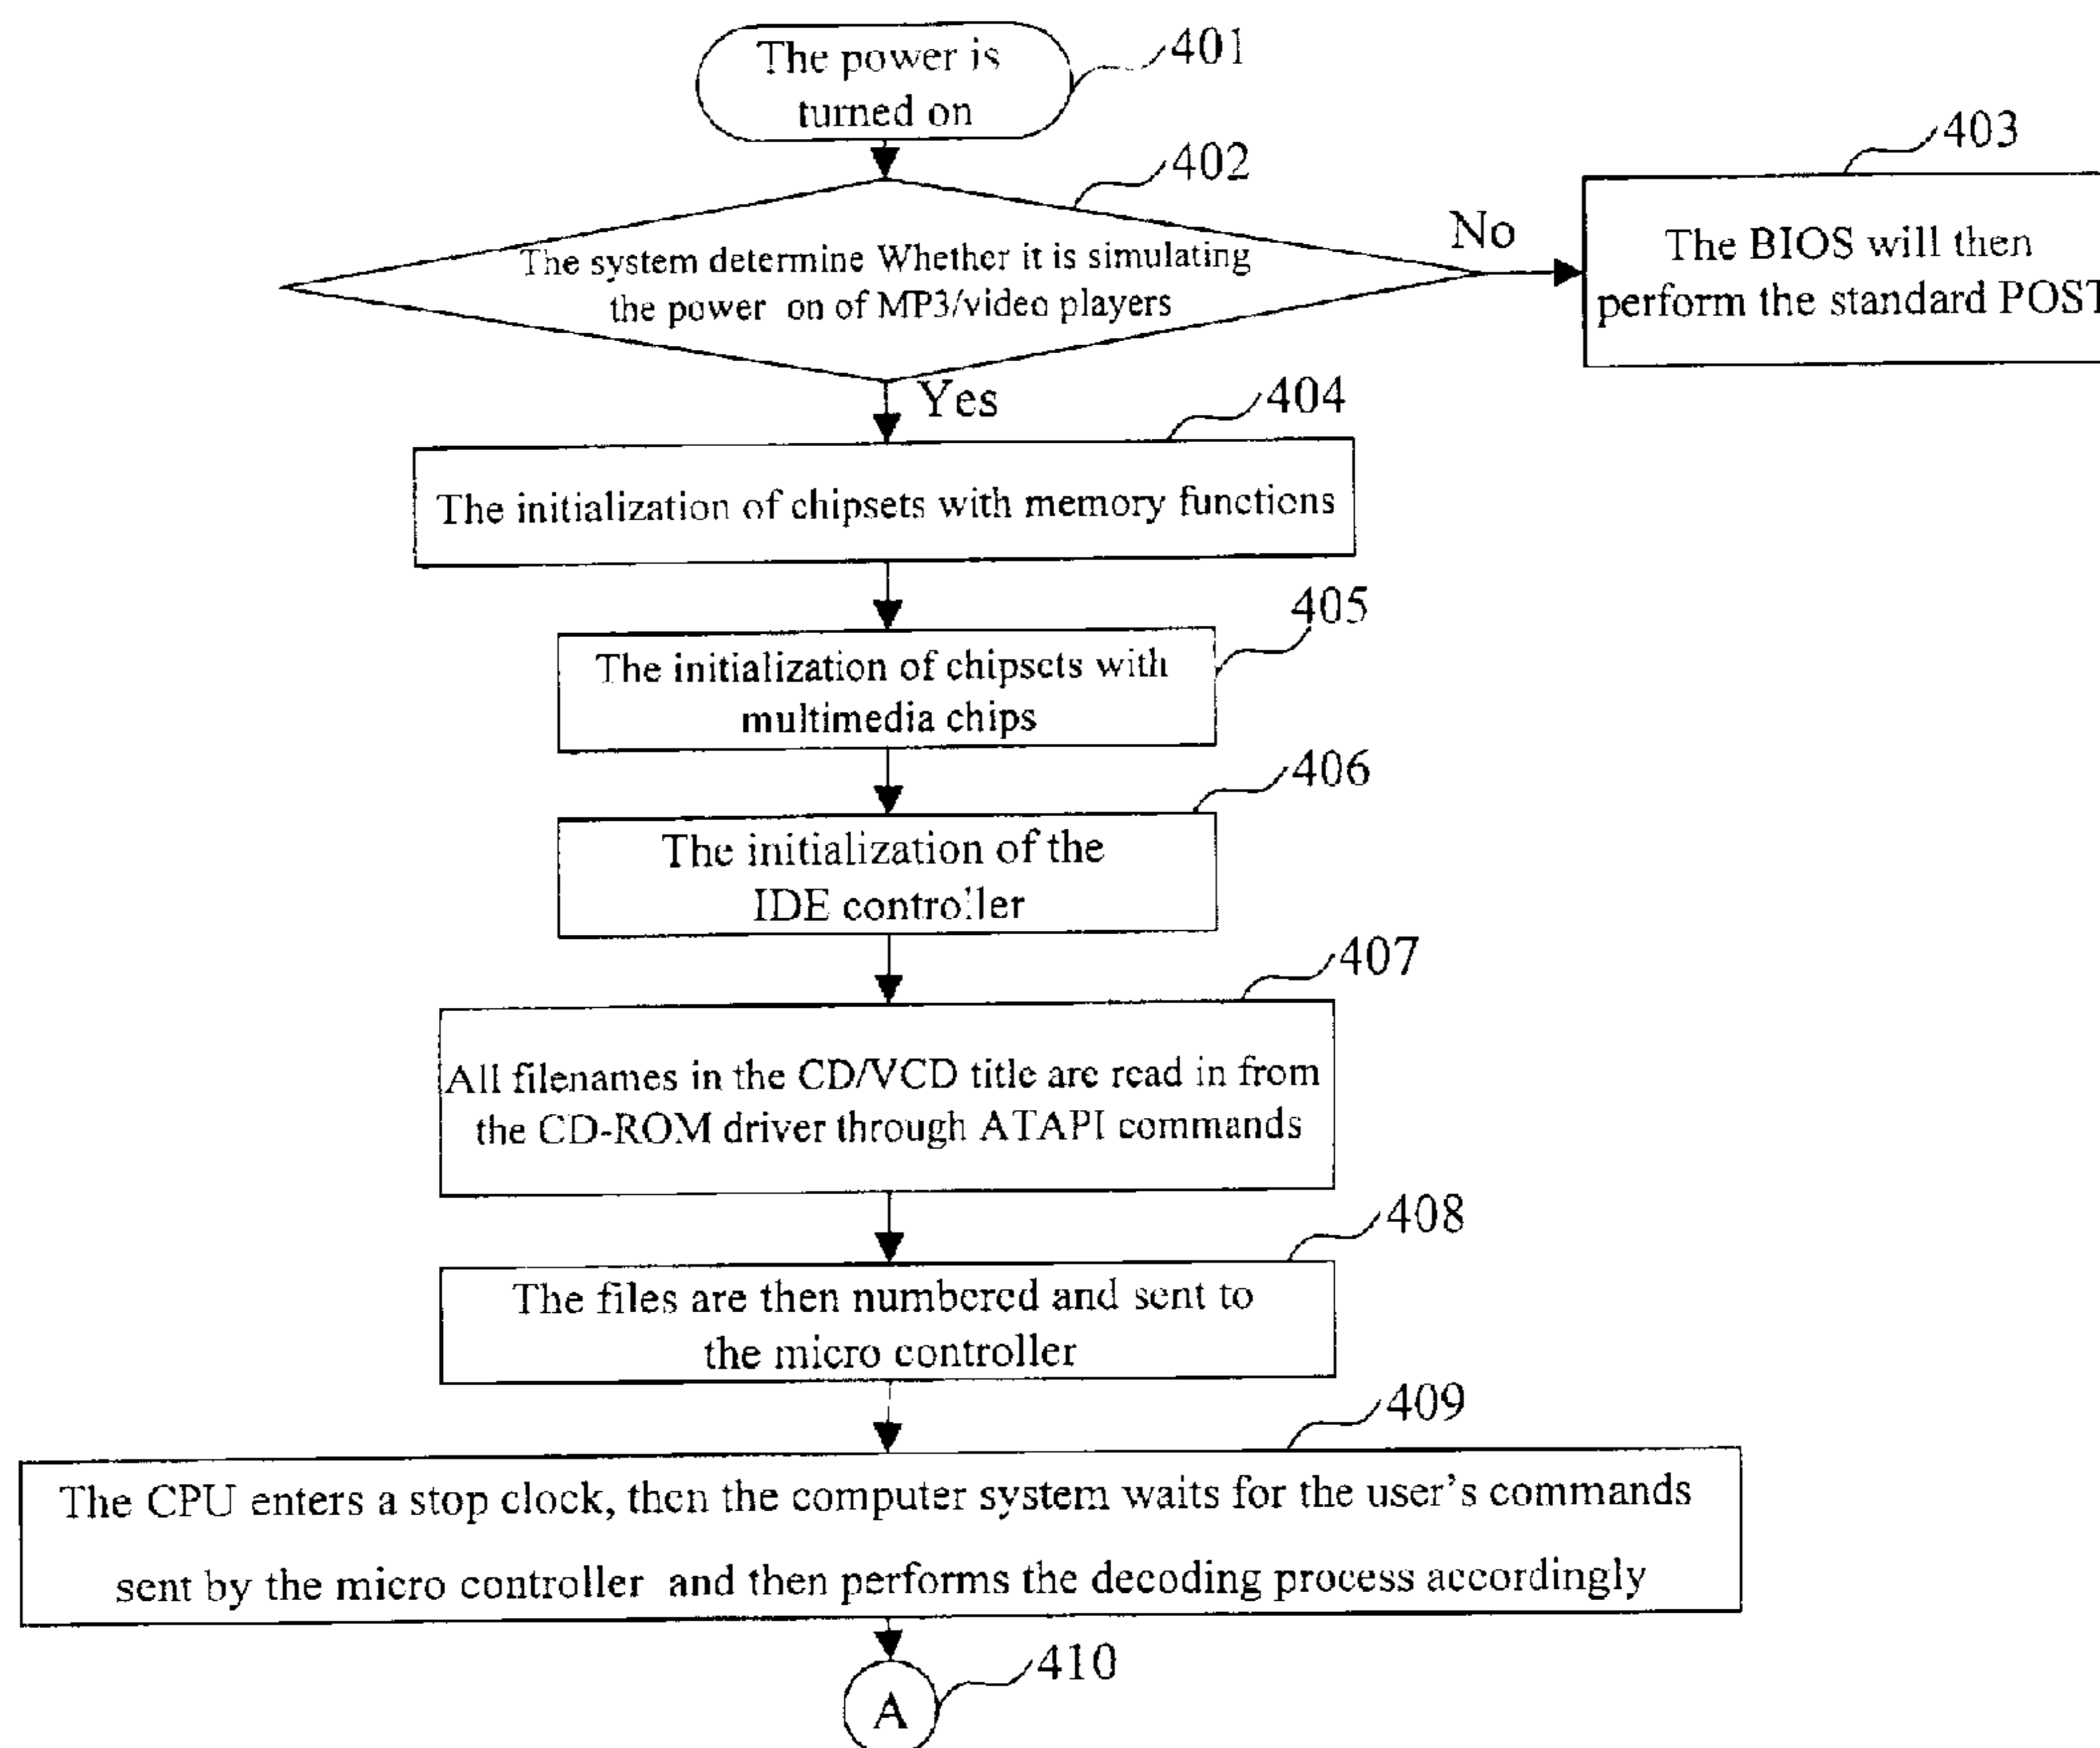 The power is
turned on
401
402
The system determine Whether it is simulating
the power on of MP3/video players
No
403
The BIOS will then
perform the standard POST
Yes
404
The initialization of chipsets with memory functions
405
The initialization of chipsets with
multimedia chips
406
The initialization of the
IDE controller
407
All filenames in the CD/VCD title are read in from
the CD-ROM driver through ATAPI commands
408
The files are then numbered and sent to
the micro controller
409
The CPU enters a stop clock, then the computer system waits for the user's commands
sent by the micro controller and then performs the decoding process accordingly
410
A